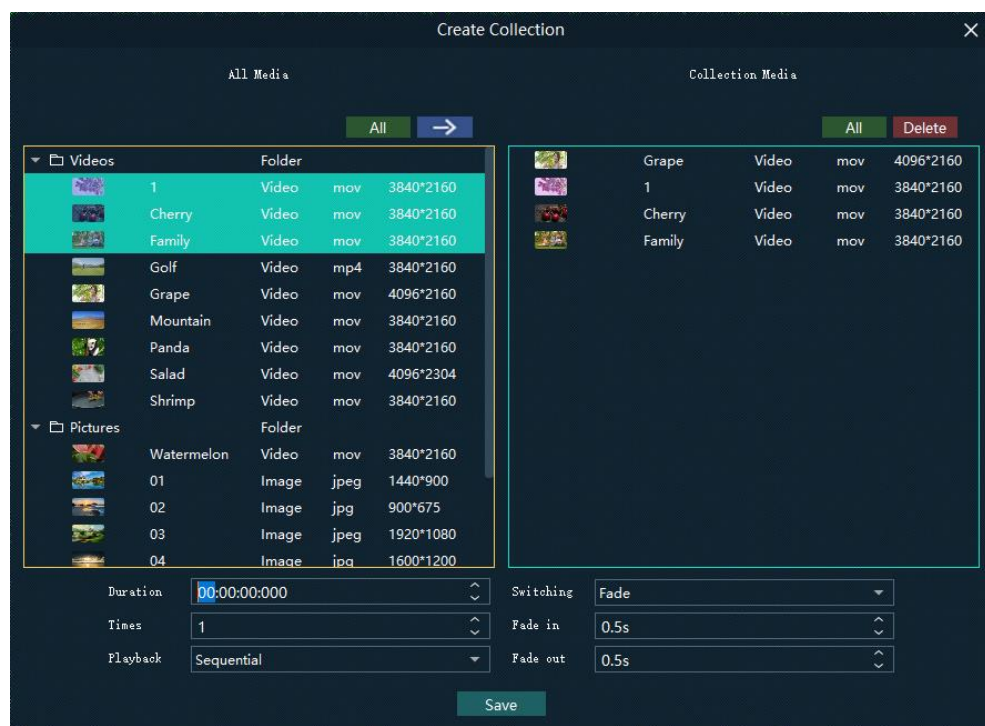 Create Collection
All Media
Collection Media
All
All Delete
Videos Folder
1 Video mov 3840*2160
Cherry Video mov 3840*2160
Family Video mov 3840*2160
Golf Video mp4 3840*2160
Grape Video mov 4096*2160
Mountain Video mov 3840*2160
Panda Video mov 3840*2160
Salad Video mov 4096*2304
Shrimp Video mov 3840*2160
Pictures Folder
Watermelon Video mov 3840*2160
01 Image jpeg 1440*900
02 Image jpg 900*675
03 Image jpeg 1920*1080
04 Image jpg 1600*1200
Grape Video mov 4096*2160
1 Video mov 3840*2160
Cherry Video mov 3840*2160
Family Video mov 3840*2160
Duration 00:00:00:000
Times 1
Playback Sequential
Switching Fade
Fade in 0.5s
Fade out 0.5s
Save